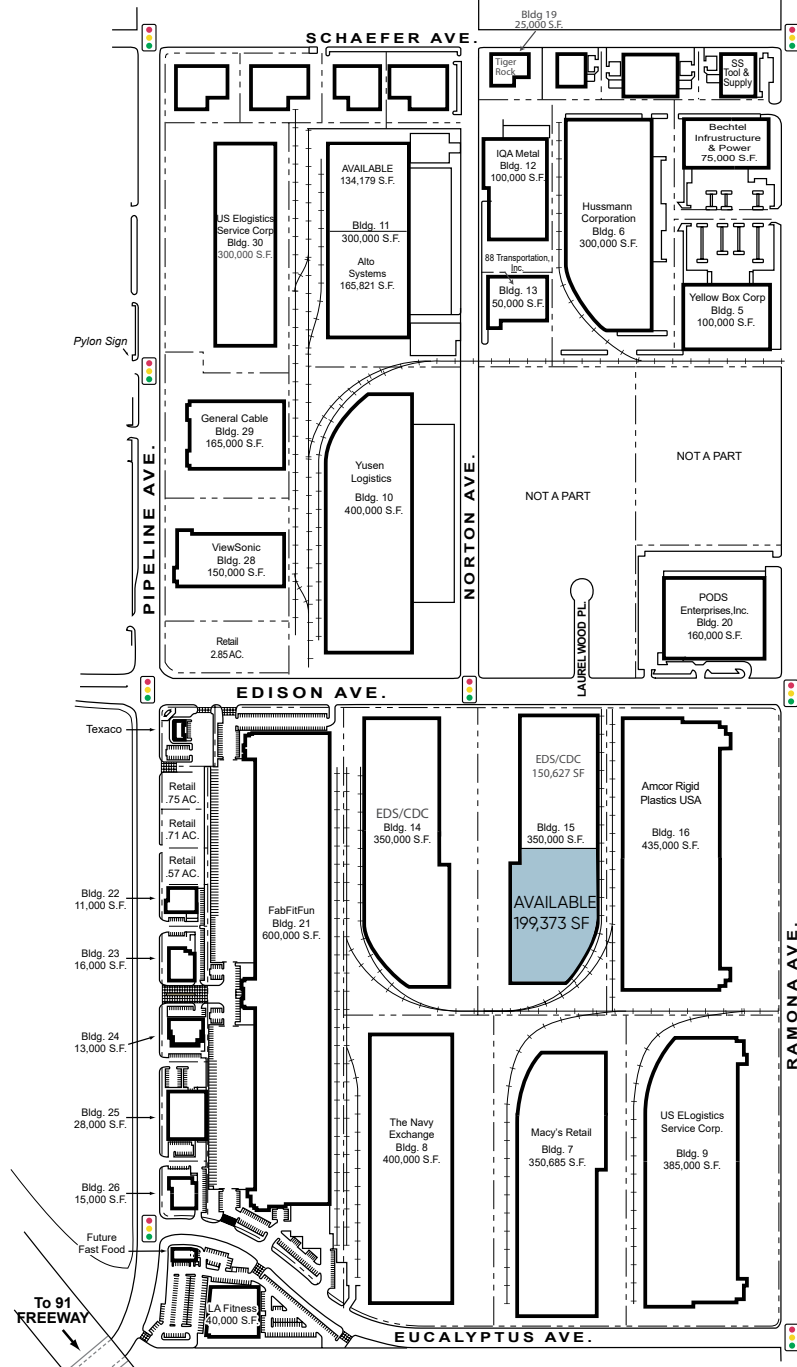 Bldg 19
25,000 S.F.
SCHAEFER AVE.
Tiger
Rock
SS
Tool &
Supply
Bechtel
Infrustructure
& Power
75,000 S.F.
AVAILABLE
134,179 S.F.
IQA Metal
Bldg. 12
100,000 S.F.
US Elogistics
Service Corp
Bldg. 30
300,000 S.F.
Bldg. 11
300,000 S.F.
Alto
Systems
165,821 S.F.
Hussmann
Corporation
Bldg. 6
300,000 S.F.
88 Transportation,
Inc.
Bldg. 13
50,000 S.F.
Yellow Box Corp
Bldg. 5
100,000 S.F.
Pylon Sign
General Cable
Bldg. 29
165,000 S.F.
Yusen
Logistics
Bldg. 10
400,000 S.F.
NOT A PART
NOT A PART
PIPELINE AVE.
NORTON AVE.
ViewSonic
Bldg. 28
150,000 S.F.
PODS
Enterprises,Inc.
Bldg. 20
160,000 S.F.
LAURELWOOD PL.
Retail
2.85 AC.
EDISON AVE.
Texaco
Retail
.75 AC.
Retail
.71 AC.
Retail
.57 AC.
EDS/CDC
150,627 SF
Amcor Rigid
Plastics USA
Bldg. 16
435,000 S.F.
EDS/CDC
Bldg. 14
350,000 S.F.
Bldg. 15
350,000 S.F.
AVAILABLE
199,373 SF
Bldg. 22
11,000 S.F.
FabFitFun
Bldg. 21
600,000 S.F.
Bldg. 23
16,000 S.F.
RAMONA AVE.
Bldg. 24
13,000 S.F.
Bldg. 25
28,000 S.F.
The Navy
Exchange
Bldg. 8
400,000 S.F.
Macy's Retail
Bldg. 7
350,685 S.F.
US ELogistics
Service Corp.
Bldg. 9
385,000 S.F.
Bldg. 26
15,000 S.F.
Future
Fast Food
To 91
FREEWAY
LA Fitness
40,000 S.F.
EUCALYPTUS AVE.